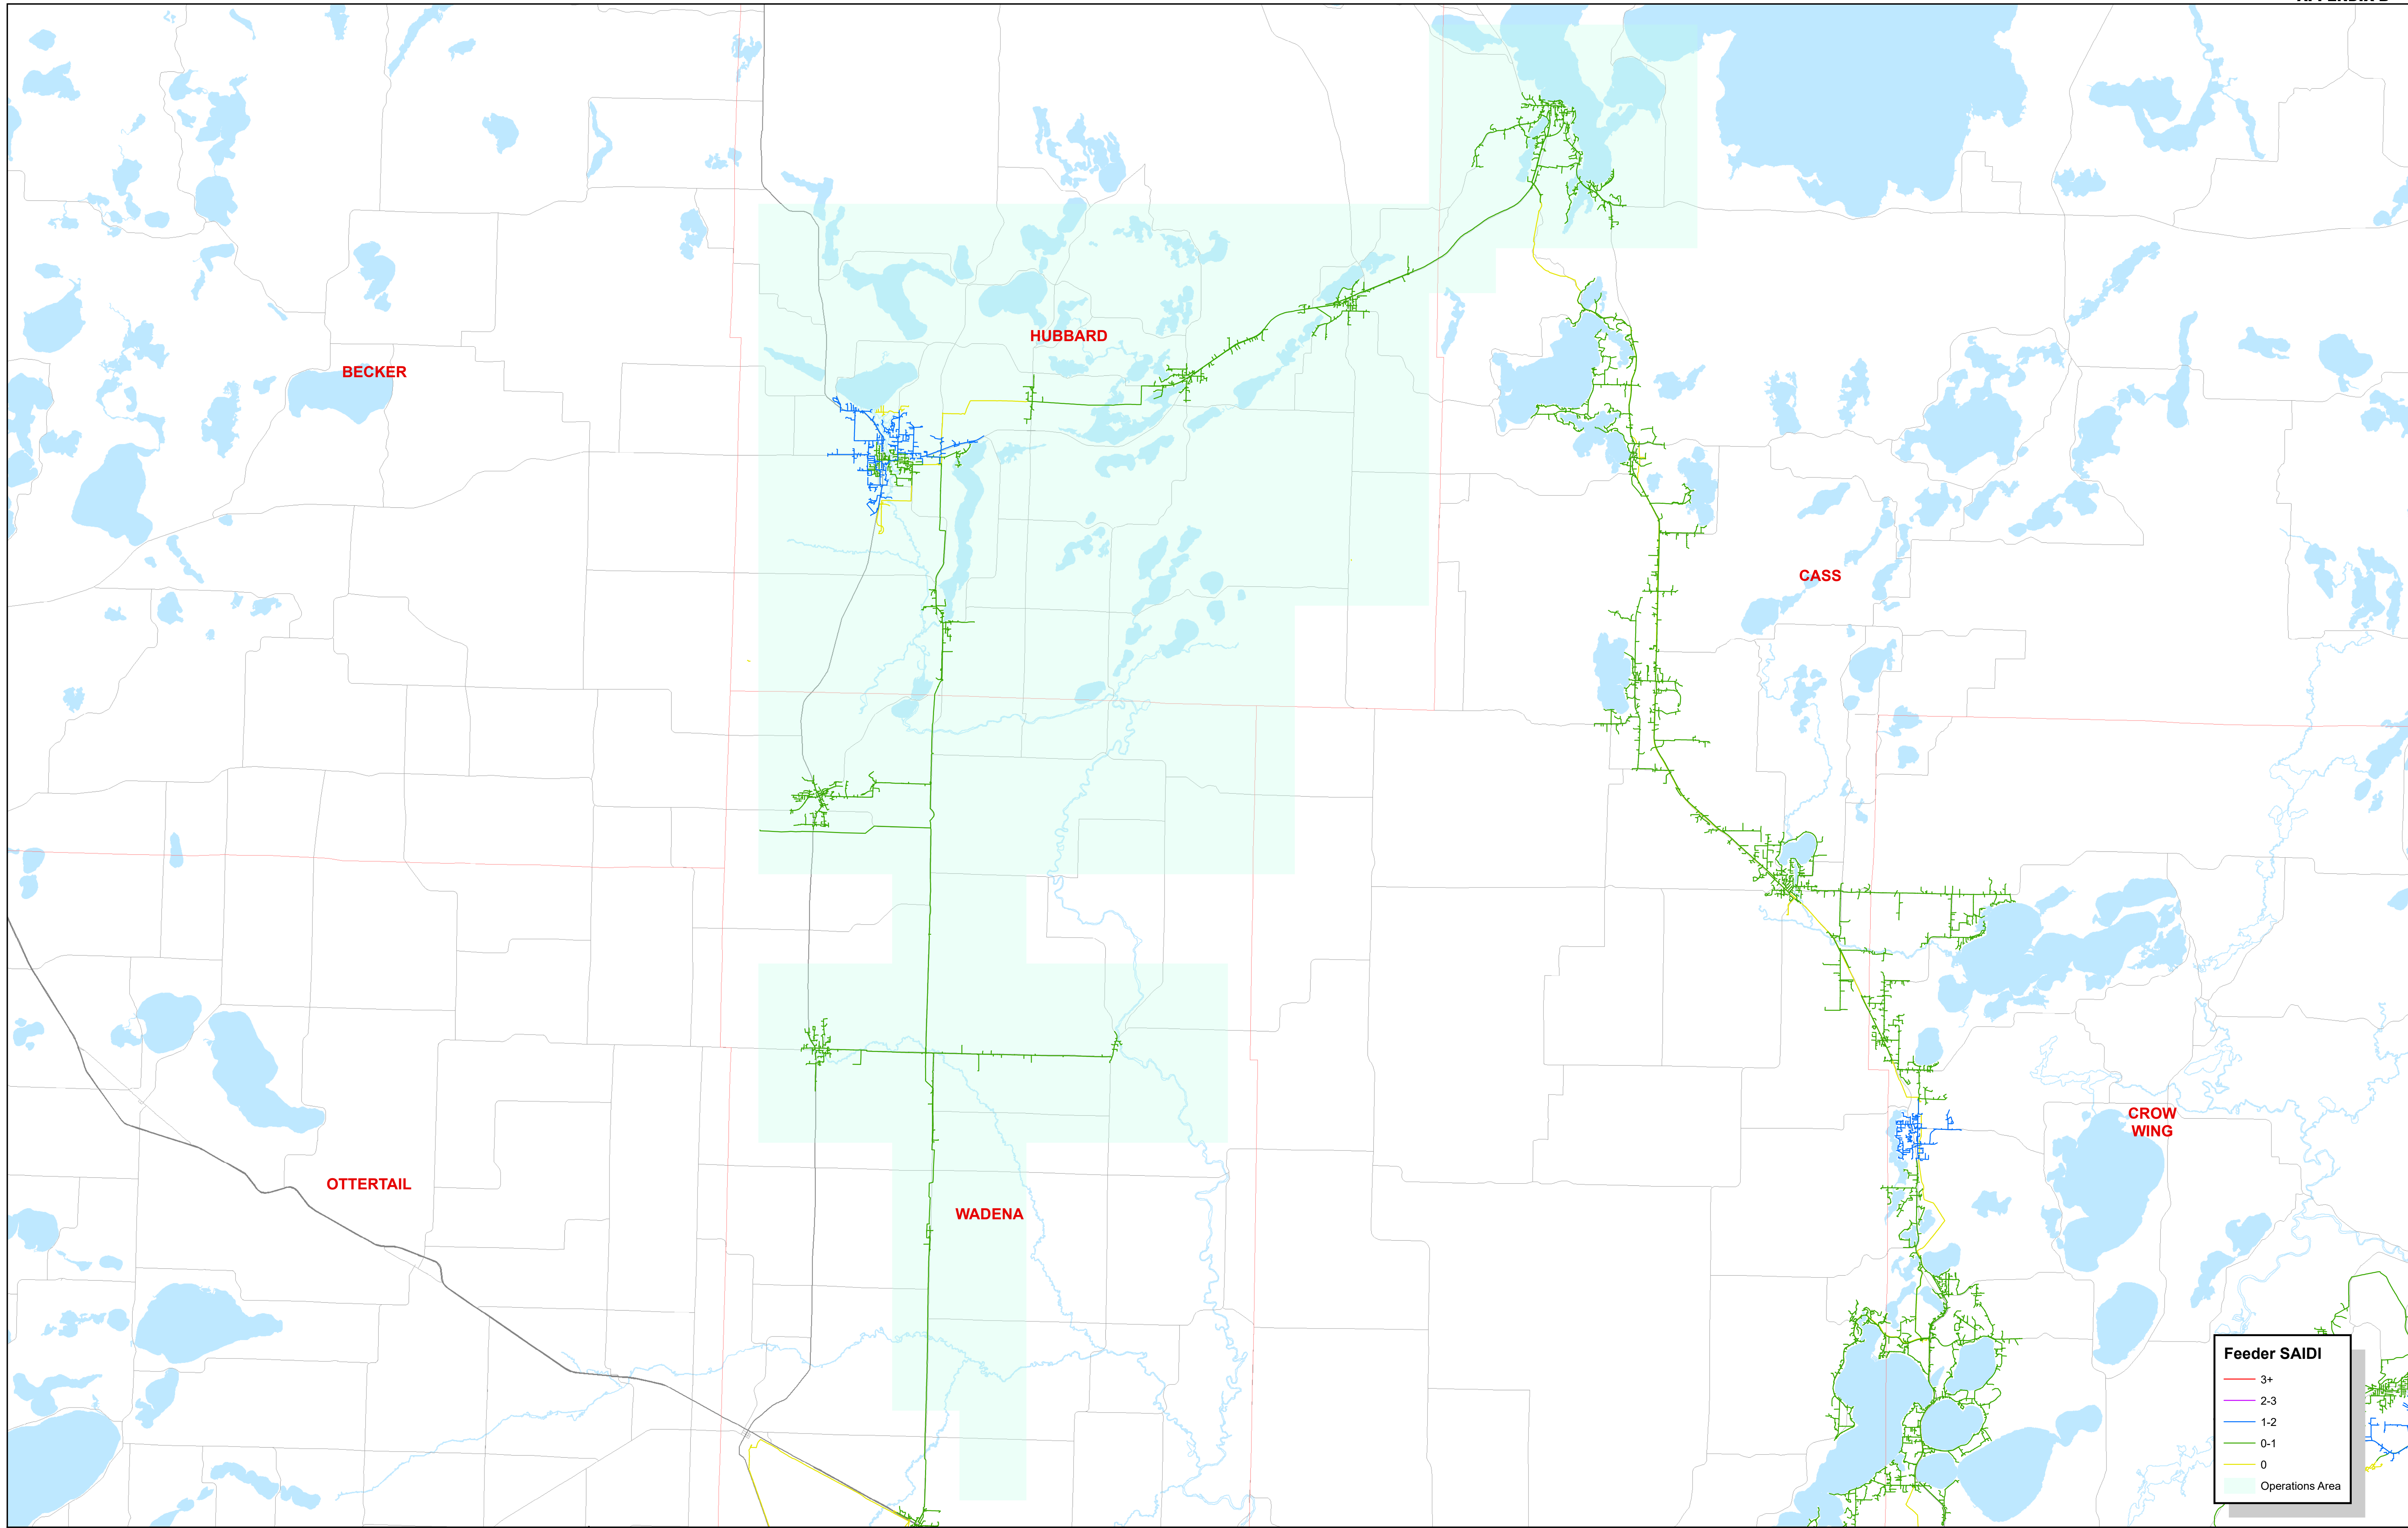 HUBBARD
BECKER
CASS
CROW
WING
OTTERTAIL
WADENA
Feeder SAIDI
3+
2-3
1-2
0-1
0
Operations Area